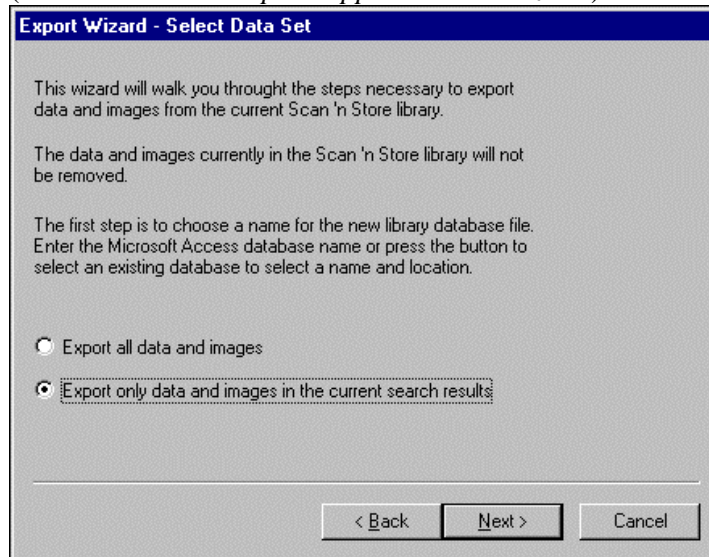 Export Wizard - Select Data Set
This wizard will walk you throught the steps necessary to export
data and images from the current Scan 'n Store library.
The data and images currently in the Scan 'n Store library will not
be removed.
The first step is to choose a name for the new library database file.
Enter the Microsoft Access database name or press the button to
select an existing database to select a name and location.
Export all data and images
Export only data and images in the current search results
< Back Next > Cancel